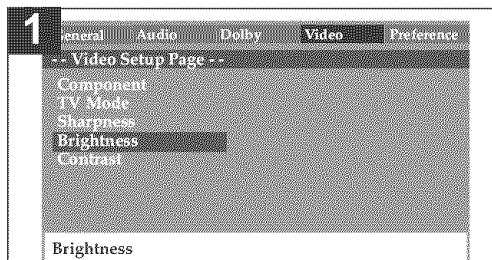 1
General Audio Dolby Video Preference
-- Video Setup Page --
Component
TV Mode
Sharpness
Brightness
Contrast
Brightness